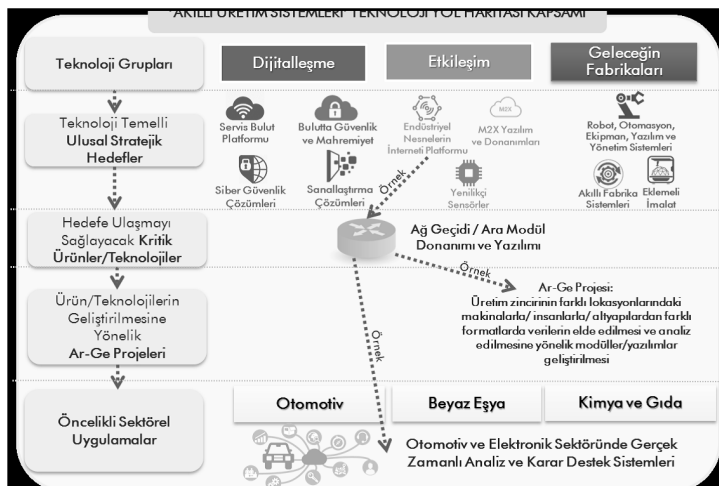 "AKILLI ÜRETİM SİSTEMLERİ" TEKNOLOJİ YOL HARİTASI KAPSAMI
Teknoloji Grupları
Dijitalleşme
Etkileşim
Geleceğin
Fabrikaları
Teknoloji Temelli
Ulusal Stratejik
Hedefler
Servis Bulut
Platformu
Bulutta Güvenlik
ve Mahremiyet
Endüstriyel
Nesnelerin
İnterneti Platformu
M2X
M2X Yazılım
ve Donanımları
Robot, Otomasyon,
Ekipman, Yazılım ve
Yönetim Sistemleri
Siber Güvenlik
Çözümleri
Sanallaştırma
Çözümleri
Örnek
Yenilikçi
Sensörler
Akıllı Fabrika
Sistemleri
Eklemeli
İmalat
Hedefe Ulaşmayı
Sağlayacak Kritik
Ürünler/Teknolojiler
Ağ Geçidi / Ara Modül
Donanımı ve Yazılımı
Örnek
Ürün/Teknolojilerin
Geliştirilmesine
Yönelik
Ar-Ge Projeleri
Örnek
Ar-Ge Projesi:
Üretim zincirinin farklı lokasyonlarındaki
makinalarla/ insanlarla/ altyapılardan farklı
formatlarda verilerin elde edilmesi ve analiz
edilmesine yönelik modüller/yazılımlar
geliştirilmesi
Öncelikli Sektörel
Uygulamalar
Otomotiv
Beyaz Eşya
Kimya ve Gıda
Otomotiv ve Elektronik Sektöründe Gerçek
Zamanlı Analiz ve Karar Destek Sistemleri